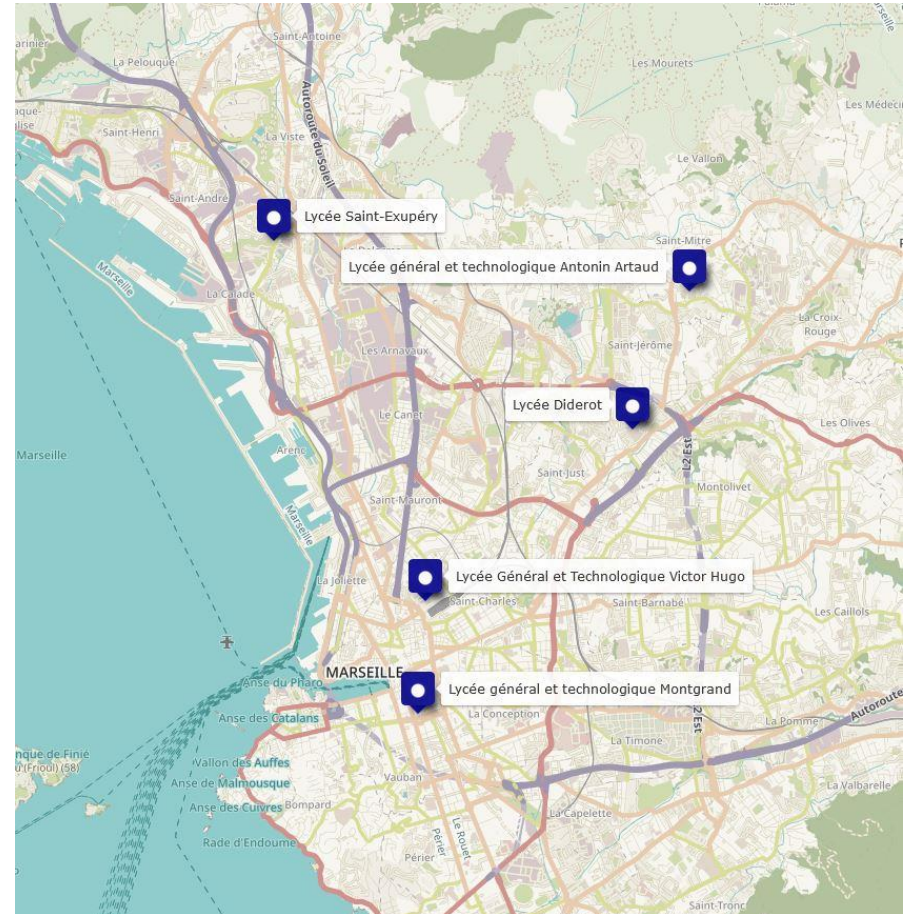 Saint-Antoine
La Pelouque
Les Mourets
Autoroute du Soleil
Saint-Henri
La Viste
Le Vallon
Saint-André
Lycée Saint-Exupéry
Saint-Mitre
Lycée général et technologique Antonin Artaud
Marseille
La Calade
La Croix-
Rouge
Saint-Jérôme
Les Arnavaux
Lycée Diderot
Le Canet
Les Olives
Arenc
Marseille
L2 Est
Saint-Just
Montolivet
Saint-Mauront
Marseille
La Joliette
Lycée Général et Technologique Victor Hugo
Saint-Charles
Saint-Barnabé
Les Caillols
MARSEILLE
Anse du Pharo
Lycée général et technologique Montgrand
Anse des Catalans
La Conception
L2 Est
La Pomme
Autoroute
La Timone
Vallon des Auffes
Vauban
Anse de Malmousque
La Valbarelle
Anse des Cuivres
Bompard
La Capelette
Rade d'Endoume
Périer
Le Rouet
Périer
Saint-Tronc